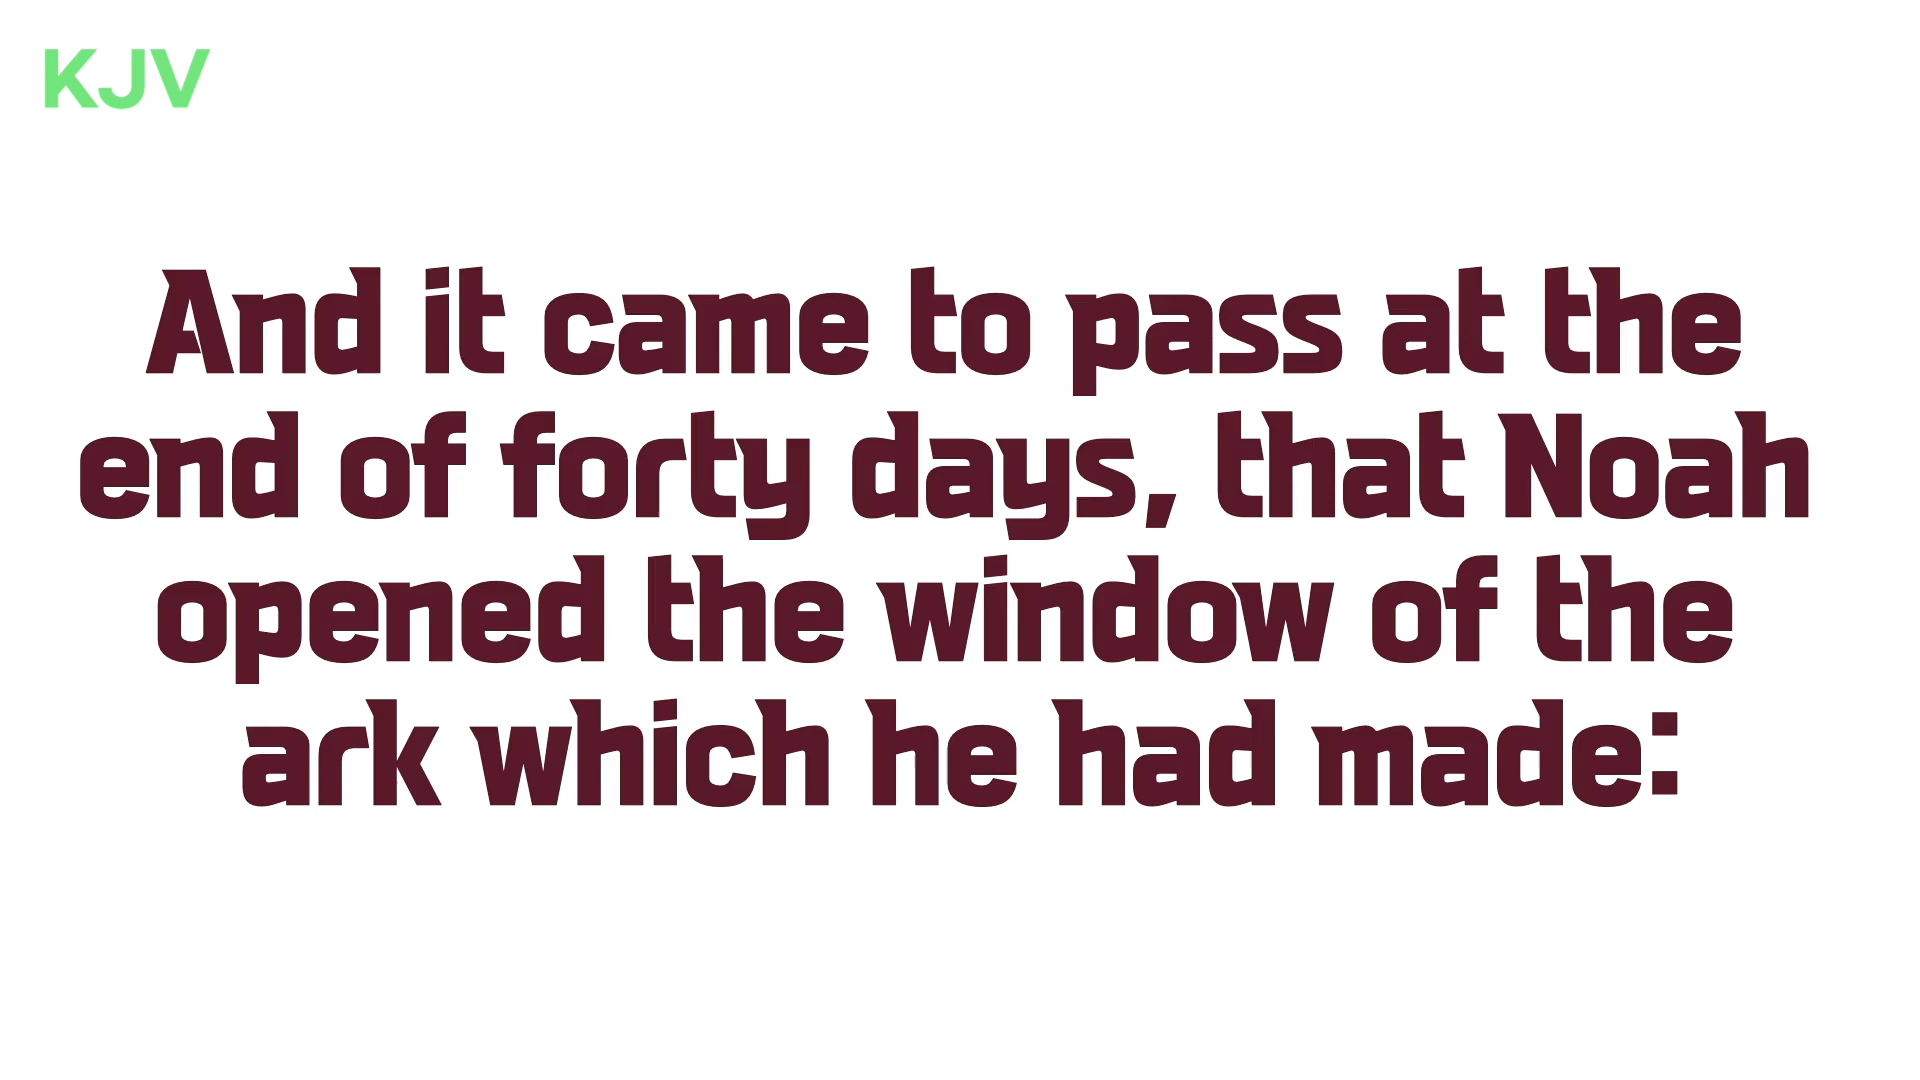 KJV
And it came to pass at the
end of forty days, that Noah
opened the window of the
ark which he had made: